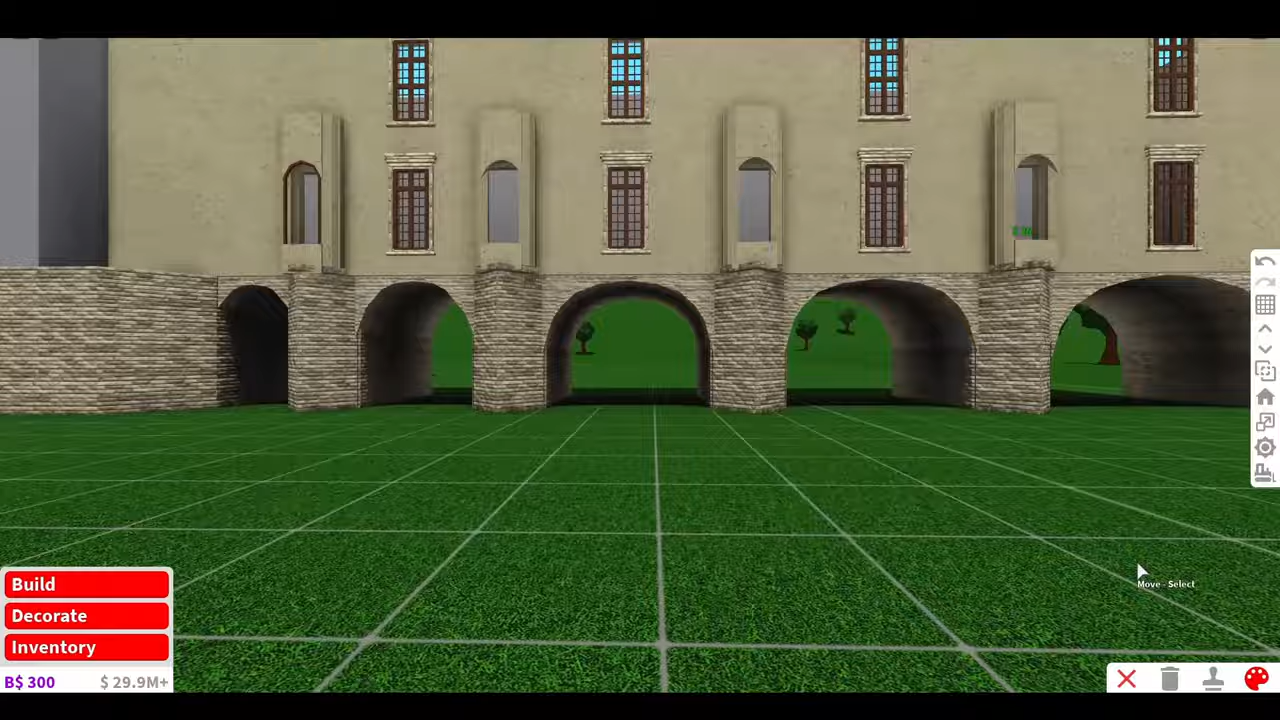 Move - Select
Build
Decorate
Inventory
B$ 300
$ 29.9M+